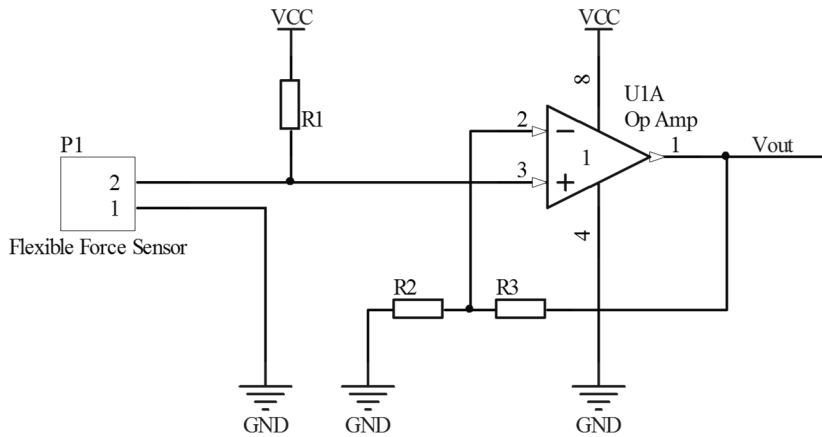 VCC
VCC
R1
8
U1A
Op Amp
P1
2
1
2
3
1
1
Vout
4
Flexible Force Sensor
R2
R3
GND
GND
GND